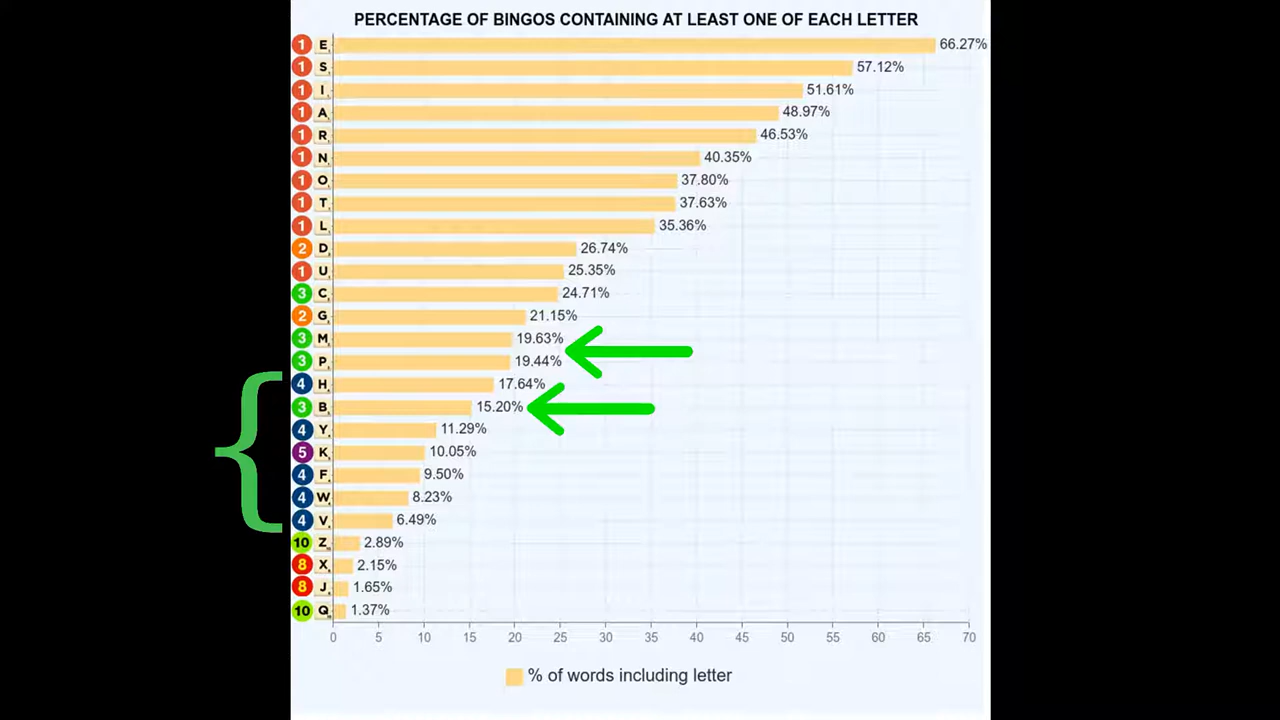 PERCENTAGE OF BINGOS CONTAINING AT LEAST ONE OF EACH LETTER
1 E 66.27%
1 S 57.12%
1 I 51.61%
1 A 48.97%
1 R 46.53%
1 N 40.35%
1 O 37.80%
1 T 37.63%
1 L 35.36%
2 D 26.74%
1 U 25.35%
3 C 24.71%
2 G 21.15%
3 M 19.63%
3 P 19.44%
4 H 17.64%
3 B 15.20%
4 Y 11.29%
5 K 10.05%
4 F 9.50%
4 W 8.23%
4 V 6.49%
10 Z 2.89%
8 X 2.15%
8 J 1.65%
10 Q 1.37%
0 5 10 15 20 25 30 35 40 45 50 55 60 65 70
% of words including letter